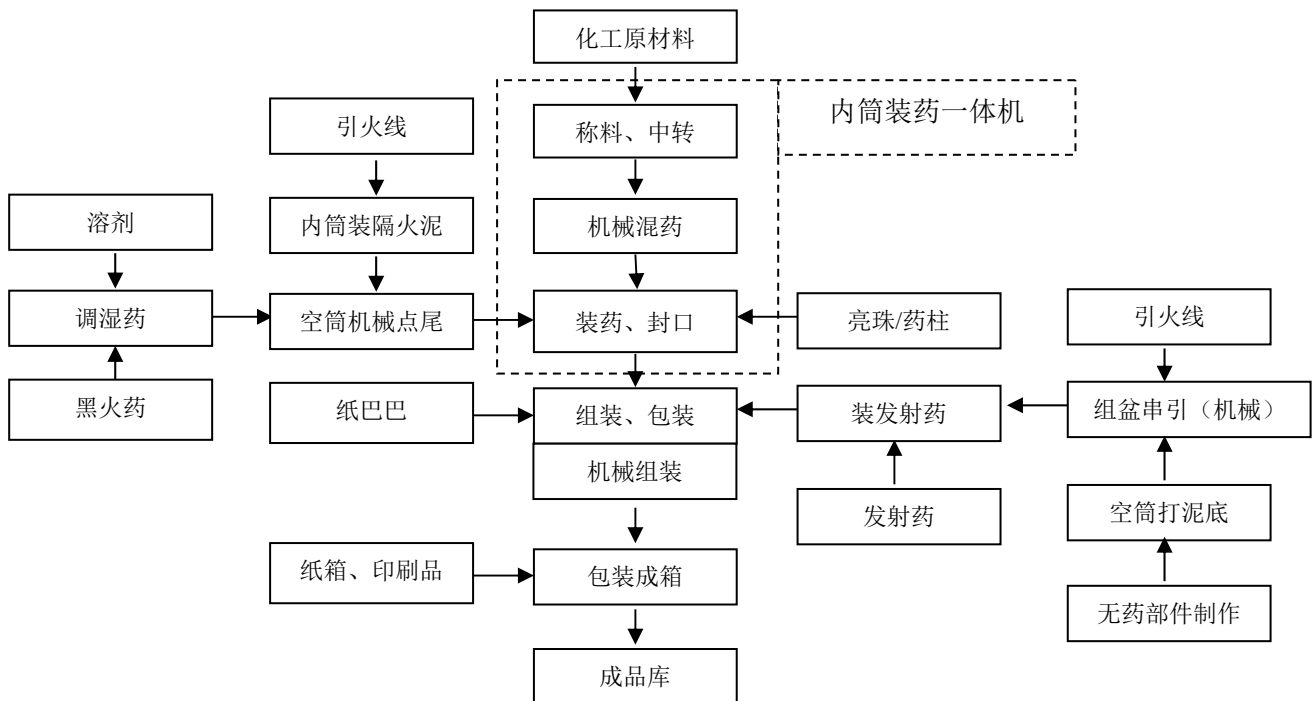 化工原材料
内筒装药一体机
引火线
称料、中转
溶剂
内筒装隔火泥
机械混药
调湿药
空筒机械点尾
装药、封口
亮珠/药柱
引火线
黑火药
纸巴巴
组装、包装
装发射药
组盆串引（机械）
机械组装
发射药
空筒打泥底
纸箱、印刷品
包装成箱
无药部件制作
成品库